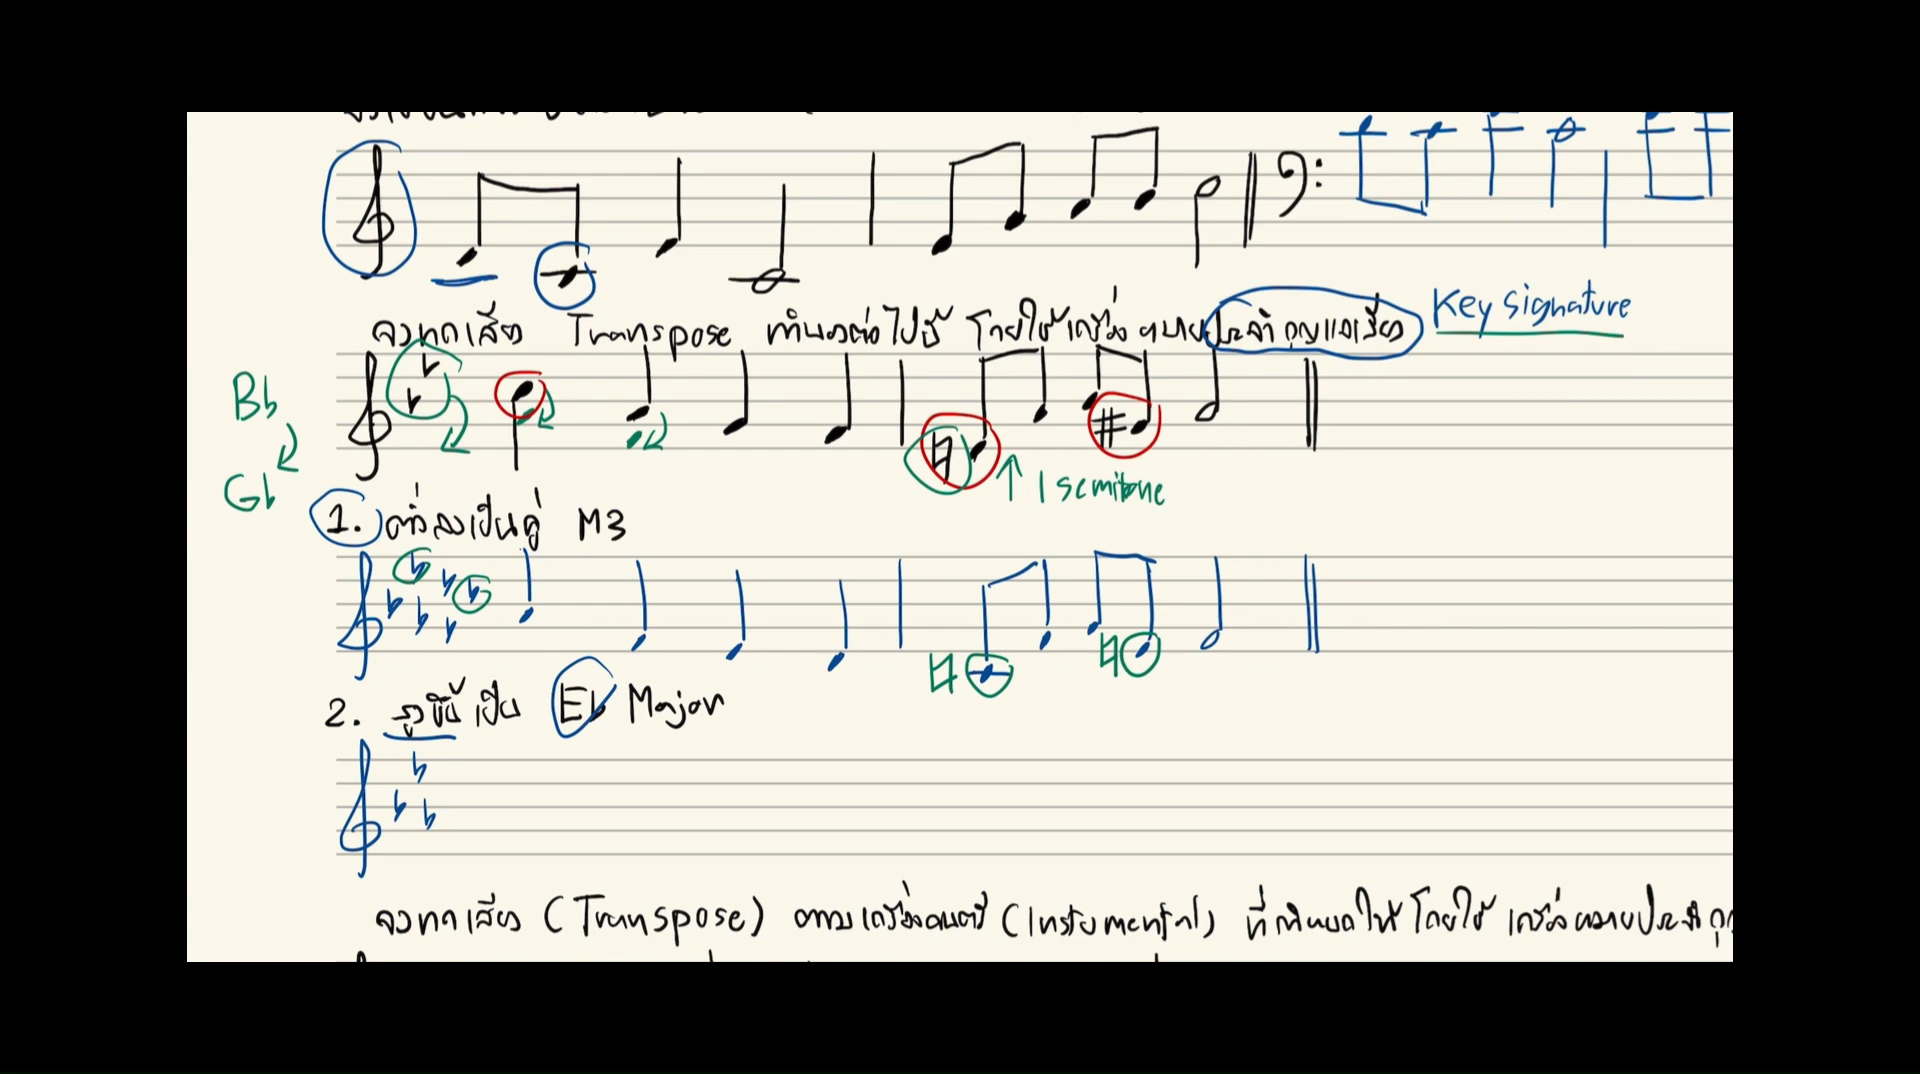 จงทดเสียง Transpose ทำนองต่อไปนี้ โดยใช้เครื่องหมายประจำกุญแจเสียง Key Signature
Bb
Gb
1 semitone
1. ต่ำลงเป็นคู่ M3
2. สูงขึ้นเป็น Eb Major
จงทดเสียง (Transpose) ตามเครื่องดนตรี (Instrumental) ที่กำหนดให้ โดยใช้ เครื่องหมายประจำ